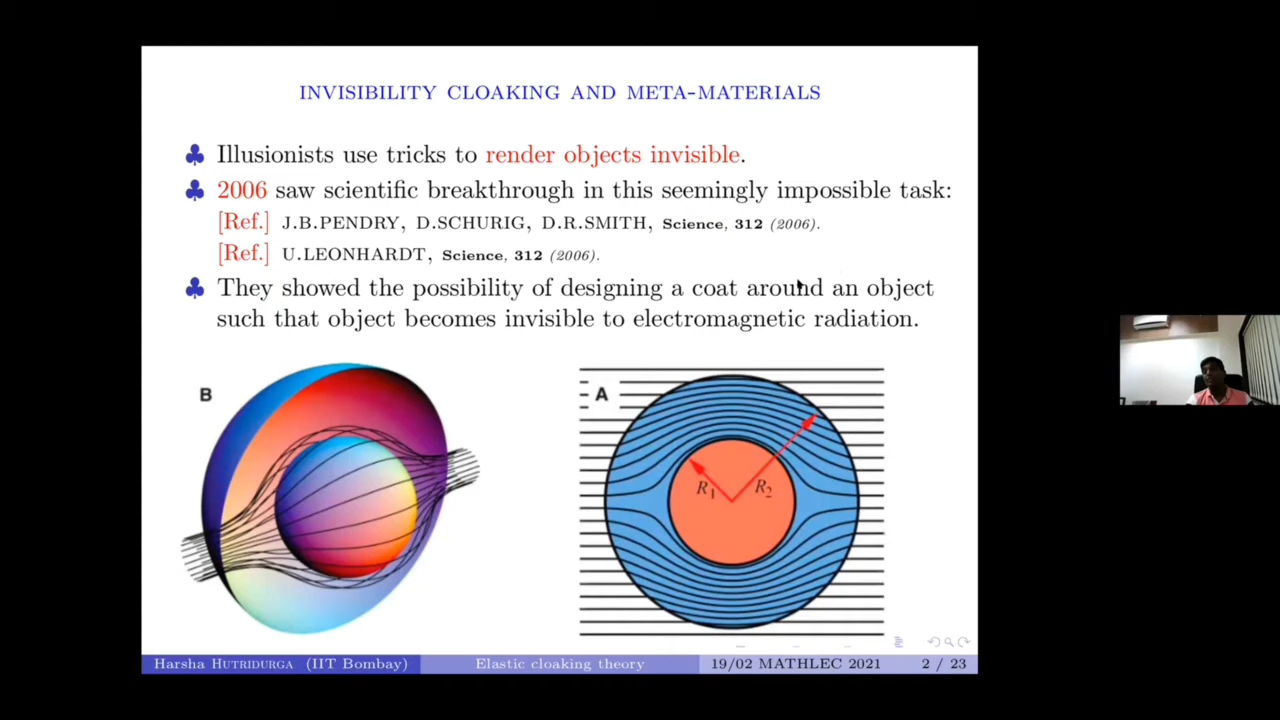 INVISIBILITY CLOAKING AND META-MATERIALS
♣ Illusionists use tricks to render objects invisible.
♣ 2006 saw scientific breakthrough in this seemingly impossible task:
[Ref.] J.B.PENDRY, D.SCHURIG, D.R.SMITH, Science, 312 (2006).
[Ref.] U.LEONHARDT, Science, 312 (2006).
♣ They showed the possibility of designing a coat around an object
such that object becomes invisible to electromagnetic radiation.
B
A
R1 R2
Harsha HUTRIDURGA (IIT Bombay) Elastic cloaking theory 19/02 MATHLEC 2021 2 / 23